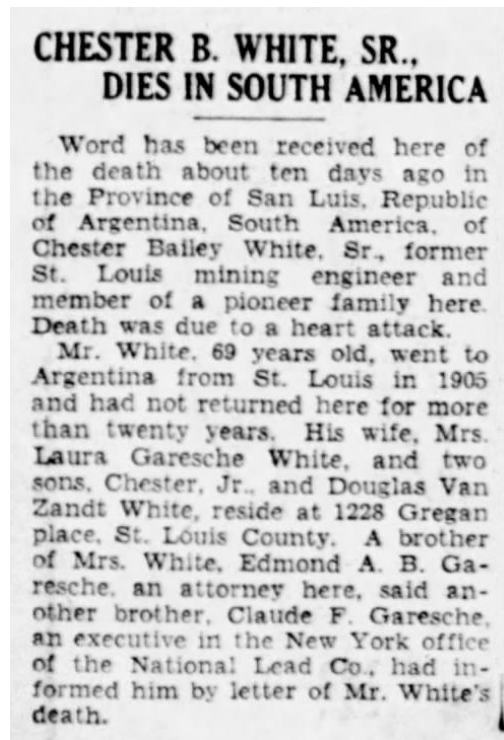 CHESTER B. WHITE, SR.,
DIES IN SOUTH AMERICA
Word has been received here of
the death about ten days ago in
the Province of San Luis, Republic
of Argentina, South America, of
Chester Bailey White, Sr., former
St. Louis mining engineer and
member of a pioneer family here.
Death was due to a heart attack.
Mr. White, 69 years old, went to
Argentina from St. Louis in 1905
and had not returned here for more
than twenty years. His wife, Mrs.
Laura Garesche White, and two
sons, Chester, Jr., and Douglas Van
Zandt White, reside at 1228 Gregan
place, St. Louis County. A brother
of Mrs. White, Edmond A. B. Ga-
resche, an attorney here, said an-
other brother, Claude F. Garesche,
an executive in the New York office
of the National Lead Co., had in-
formed him by letter of Mr. White's
death.